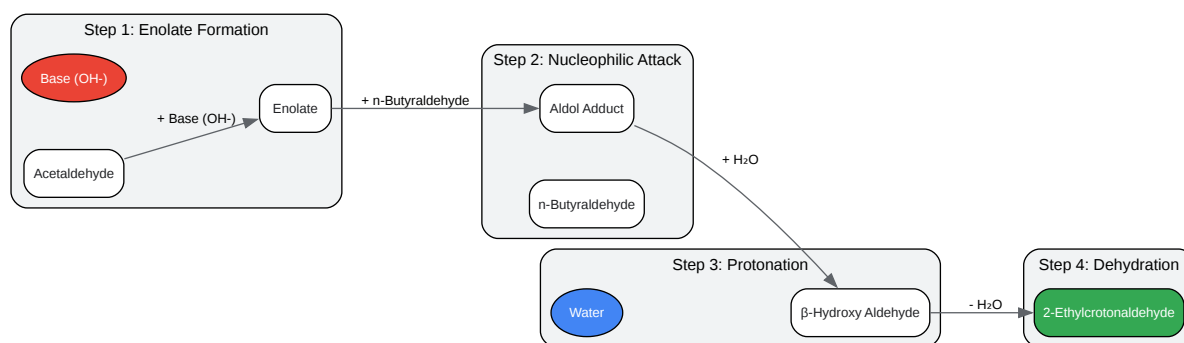 Step 1: Enolate Formation
Base (OH-)
+ Base (OH-)
Acetaldehyde
Enolate
+ n-Butyraldehyde
Step 2: Nucleophilic Attack
Aldol Adduct
n-Butyraldehyde
+ H₂O
Step 3: Protonation
Water
β-Hydroxy Aldehyde
- H₂O
Step 4: Dehydration
2-Ethylcrotonaldehyde